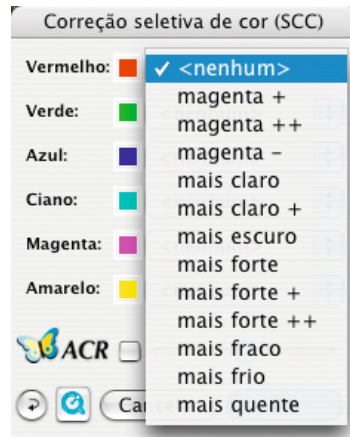 Correção seletiva de cor (SCC)
Vermelho: ✓ <nenhum>
magenta +
Verde:
magenta ++
magenta –
Azul:
mais claro
Ciano:
mais claro +
mais escuro
Magenta:
mais forte
Amarelo:
mais forte +
mais forte ++
ACR
mais fraco
mais frio
mais quente